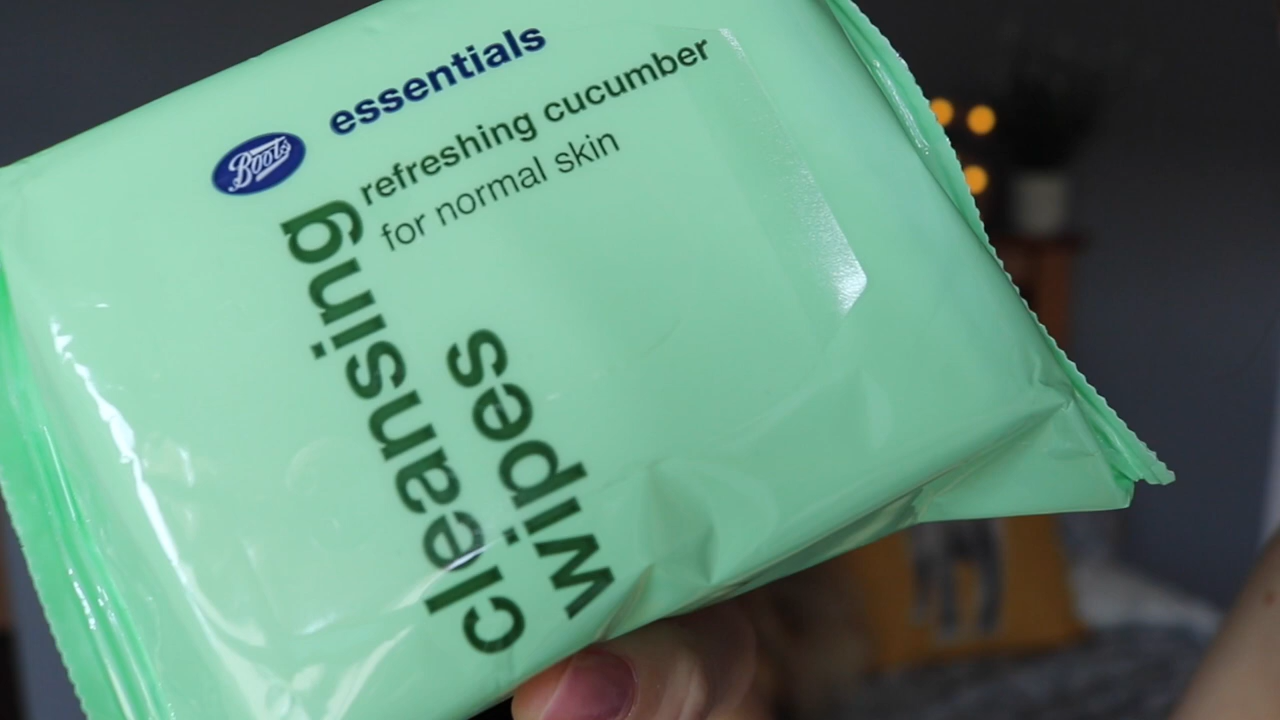 Boots
essentials
refreshing cucumber
for normal skin
cleansing
wipes